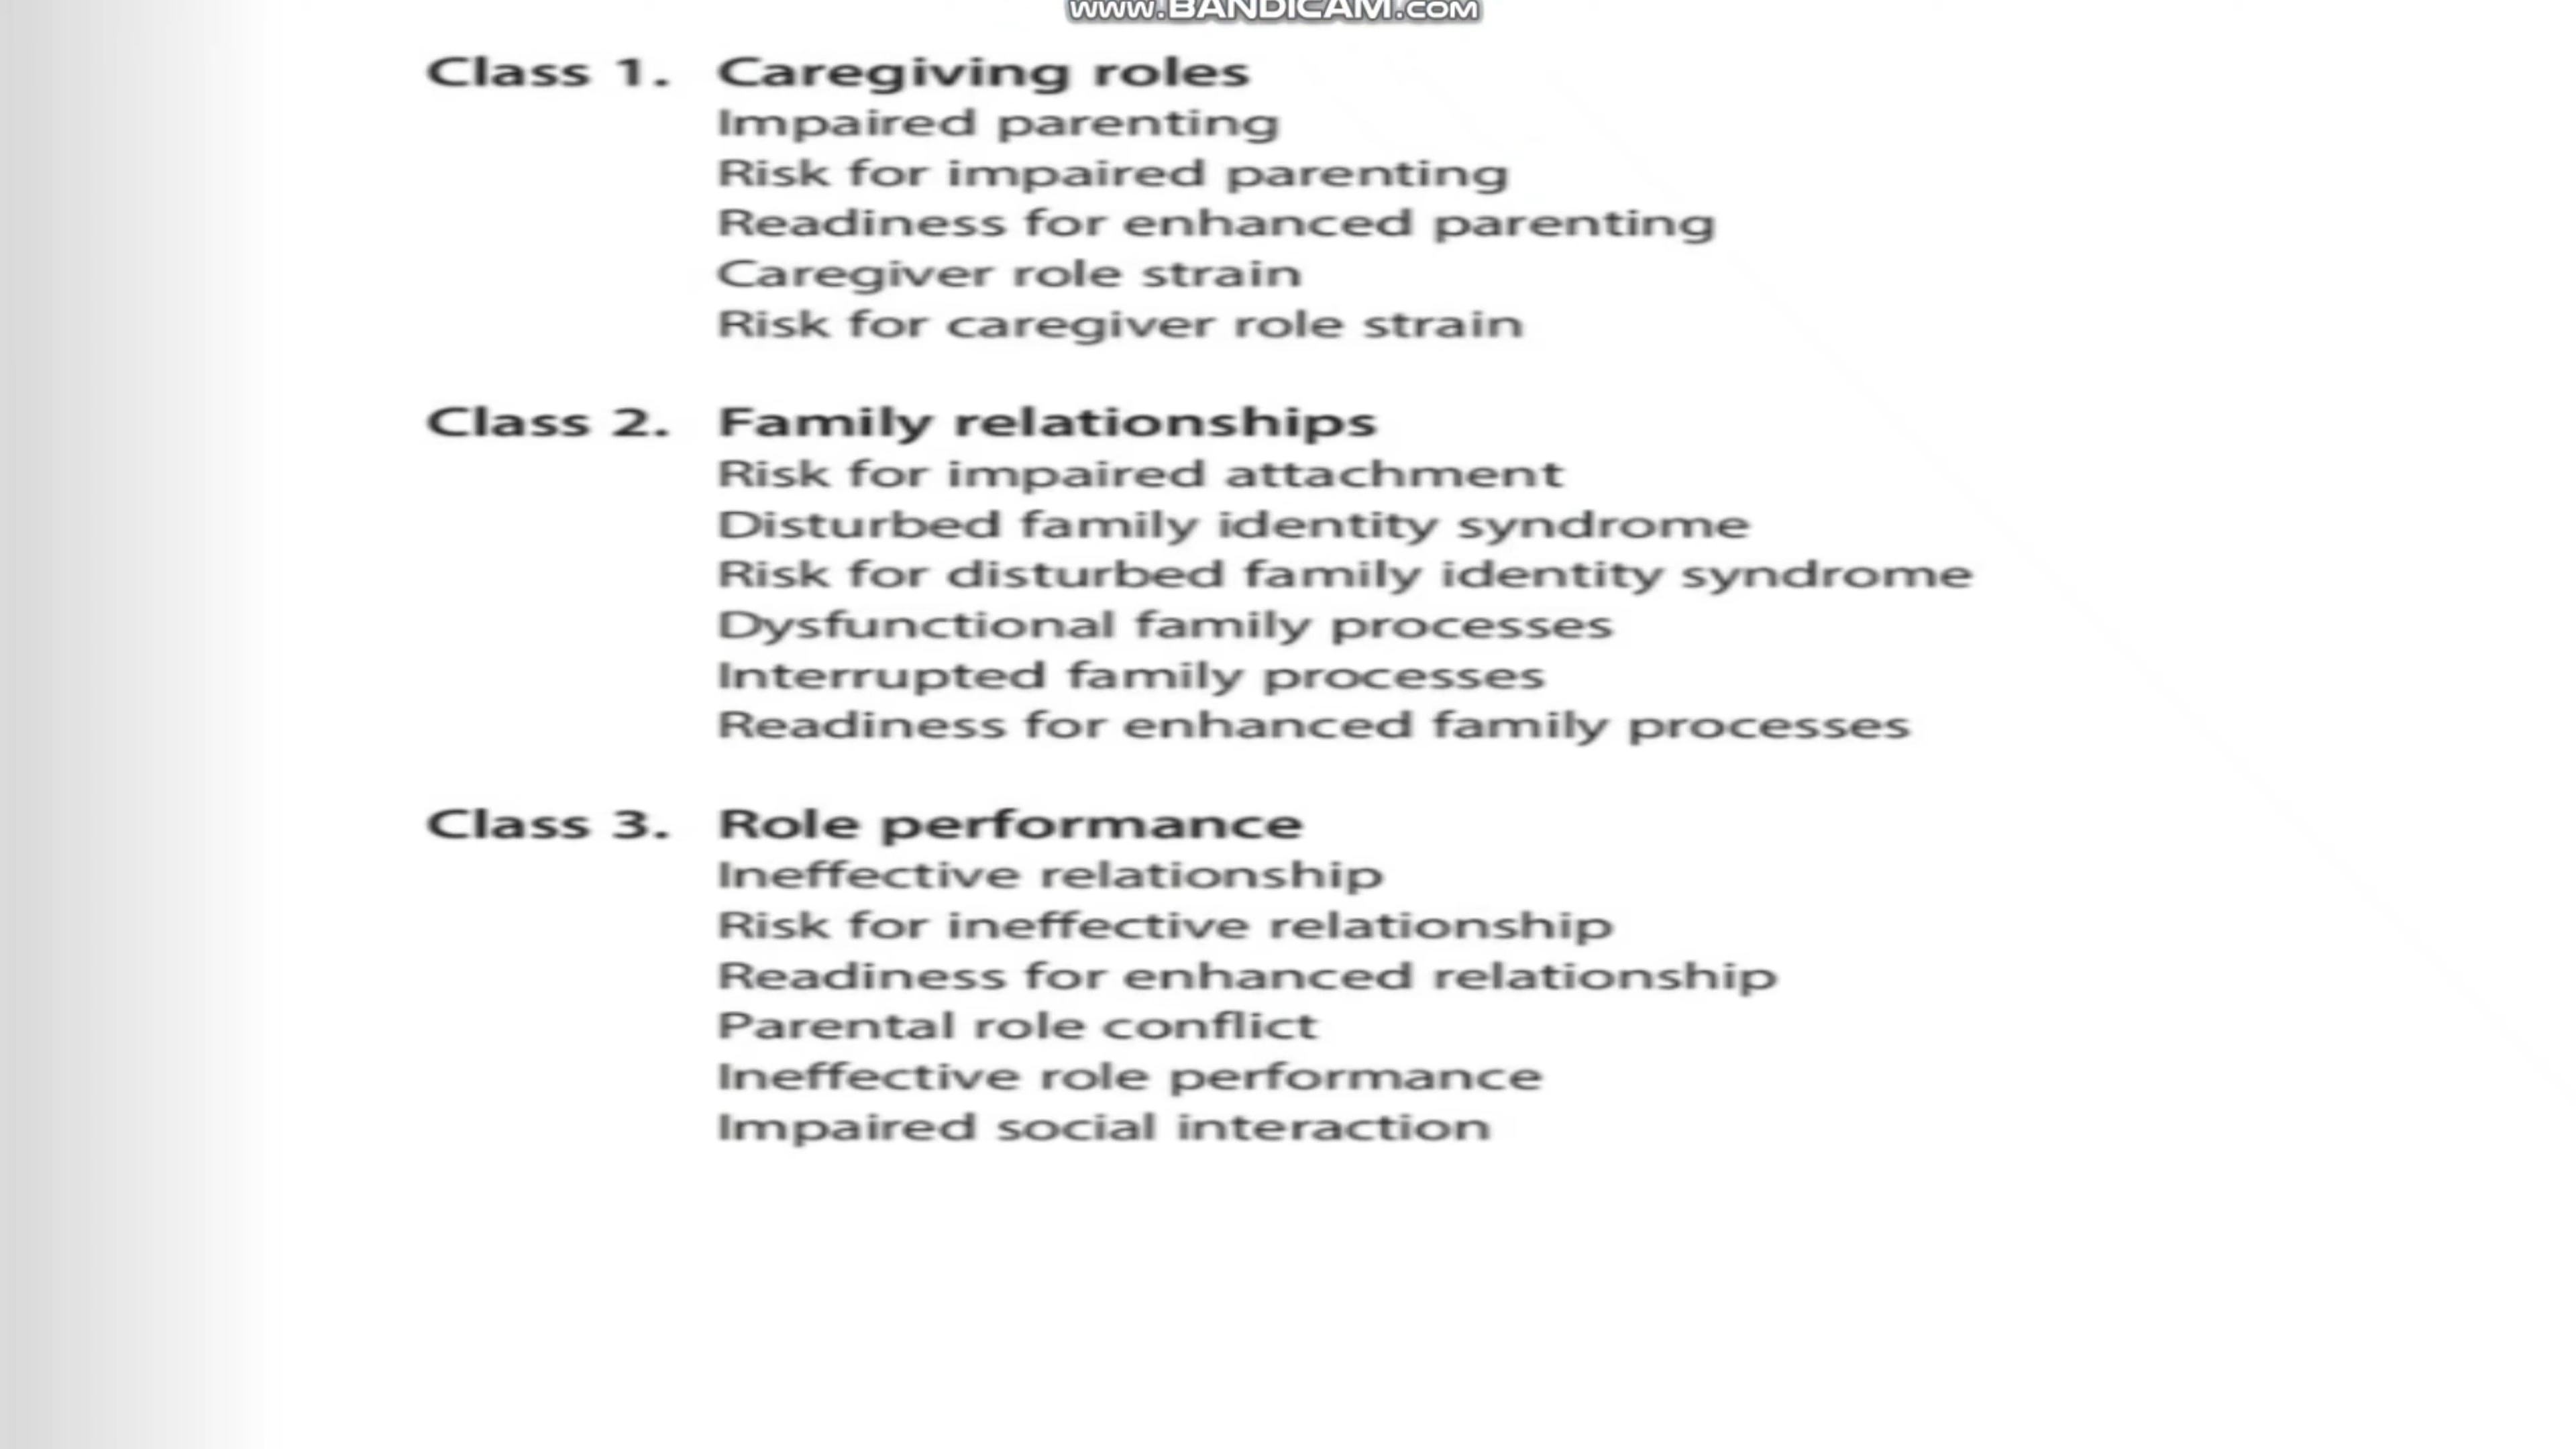 www.BANDICAM.com
Class 1. Caregiving roles
Impaired parenting
Risk for impaired parenting
Readiness for enhanced parenting
Caregiver role strain
Risk for caregiver role strain
Class 2. Family relationships
Risk for impaired attachment
Disturbed family identity syndrome
Risk for disturbed family identity syndrome
Dysfunctional family processes
Interrupted family processes
Readiness for enhanced family processes
Class 3. Role performance
Ineffective relationship
Risk for ineffective relationship
Readiness for enhanced relationship
Parental role conflict
Ineffective role performance
Impaired social interaction